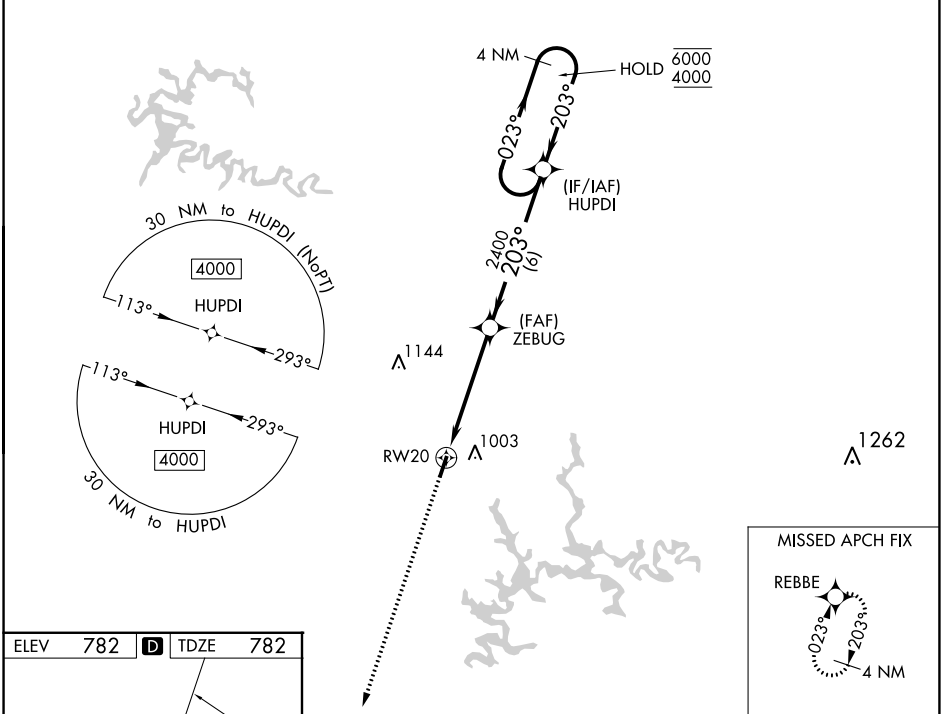 4 NM
HOLD
6000
4000
023°
203°
(IF/IAF)
HUPDI
2400
203°
(6)
(FAF)
ZEBUG
30 NM to HUPDI (NoPT)
4000
HUPDI
113°
293°
113°
293°
HUPDI
4000
30 NM to HUPDI
1144
RW20
1003
1262
MISSED APCH FIX
REBBE
023°
203°
4 NM
ELEV 782 D TDZE 782